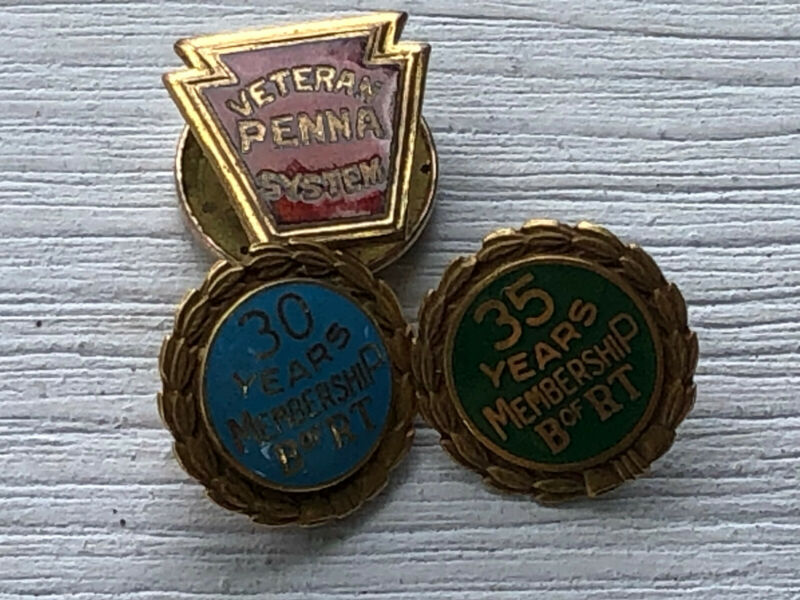 VETERAN
PENNA
SYSTEM
30
YEARS
MEMBERSHIP
B OF RT
35
YEARS
MEMBERSHIP
B OF RT